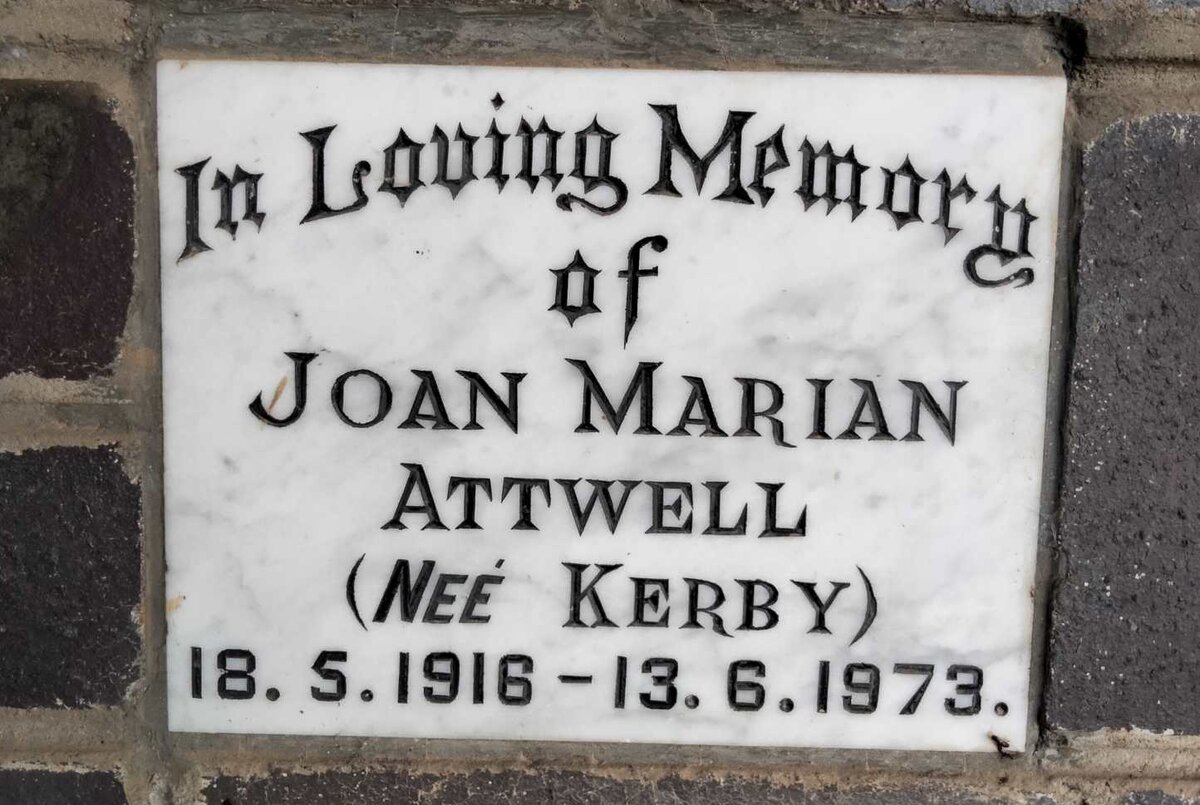 In Loving Memory
of
JOAN MARIAN
ATTWELL
(NEÉ KERBY)
18.5.1916 - 13.6.1973.